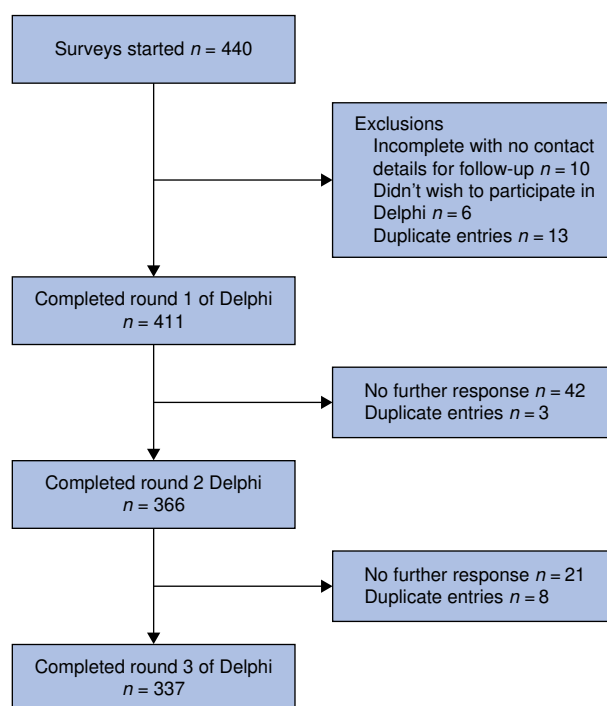 Surveys started n = 440
Exclusions
Incomplete with no contact
details for follow-up n = 10
Didn't wish to participate in
Delphi n = 6
Duplicate entries n = 13
Completed round 1 of Delphi
n = 411
No further response n = 42
Duplicate entries n = 3
Completed round 2 Delphi
n = 366
No further response n = 21
Duplicate entries n = 8
Completed round 3 of Delphi
n = 337